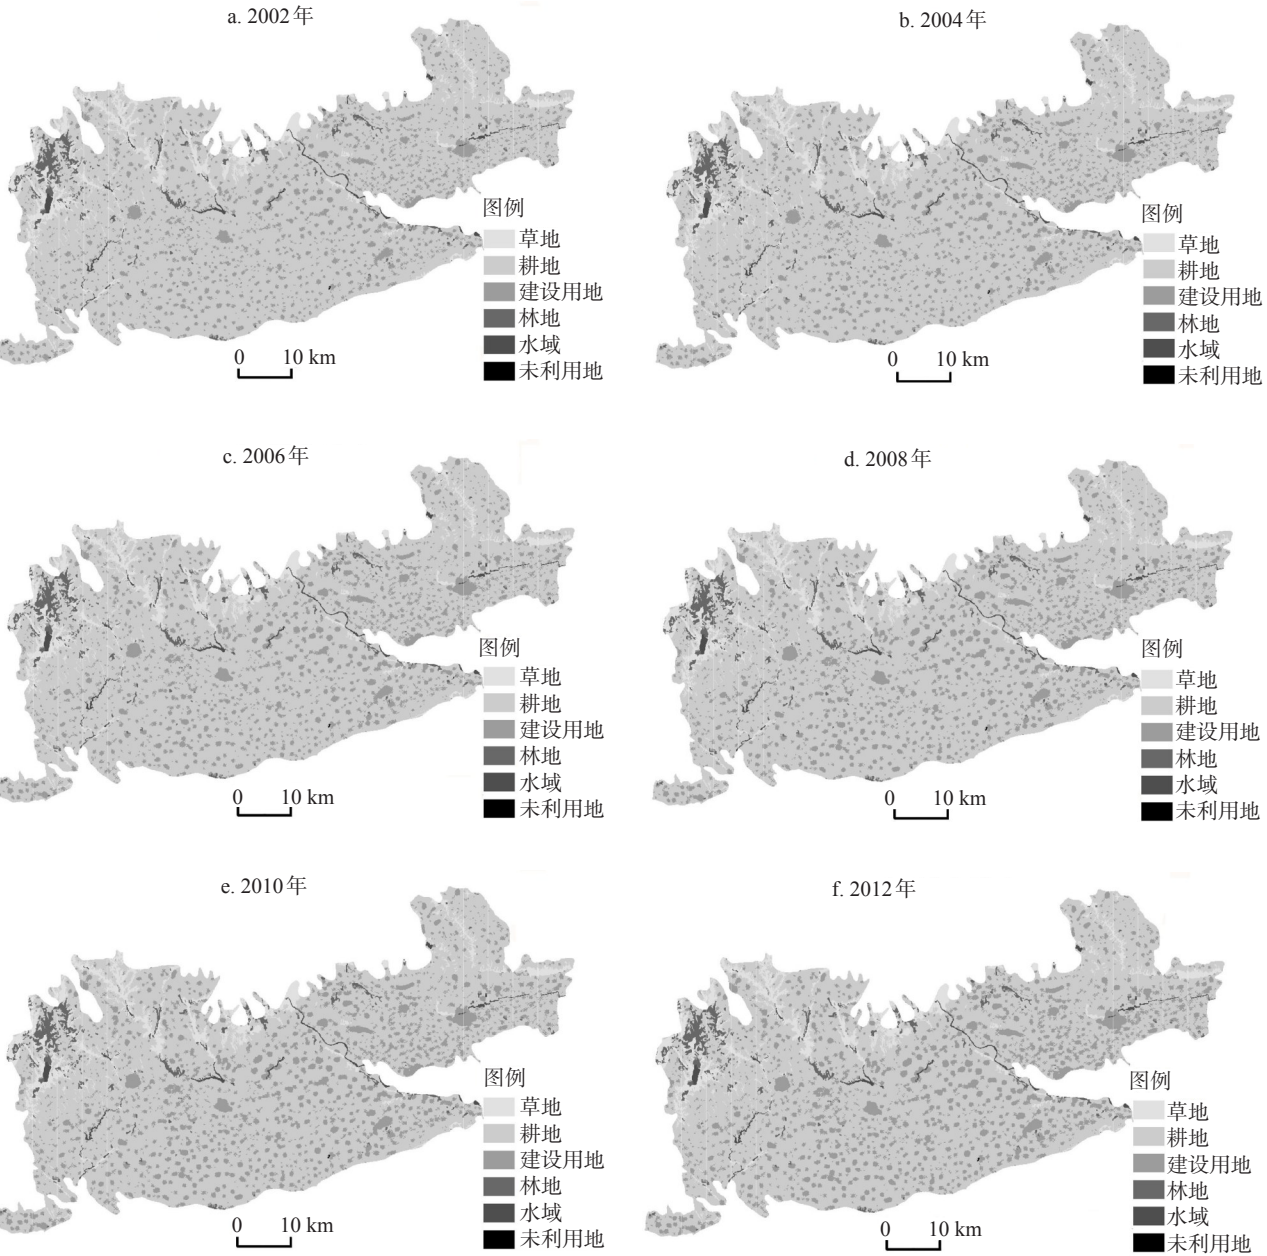 a. 2002年
图例
草地
耕地
建设用地
林地
水域
未利用地
0 10 km
b. 2004年
图例
草地
耕地
建设用地
林地
水域
未利用地
0 10 km
c. 2006年
图例
草地
耕地
建设用地
林地
水域
未利用地
0 10 km
d. 2008年
图例
草地
耕地
建设用地
林地
水域
未利用地
0 10 km
e. 2010年
图例
草地
耕地
建设用地
林地
水域
未利用地
0 10 km
f. 2012年
图例
草地
耕地
建设用地
林地
水域
未利用地
0 10 km